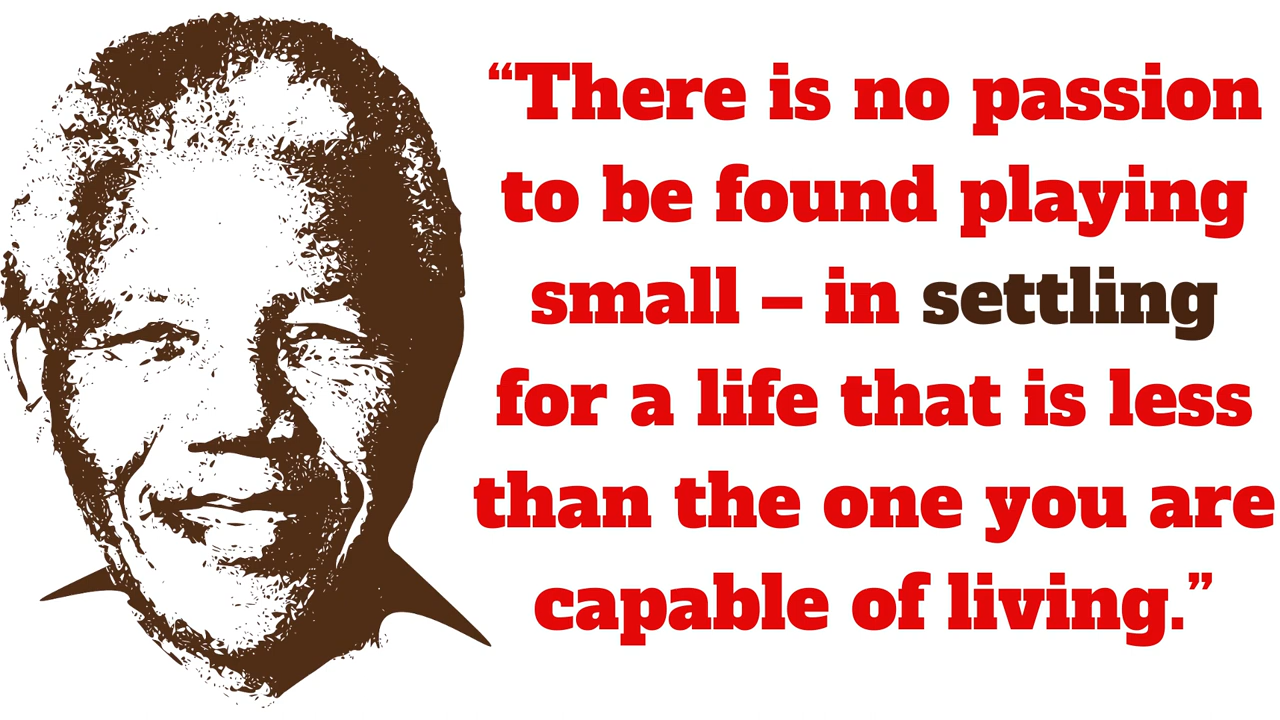 “There is no passion
to be found playing
small – in settling
for a life that is less
than the one you are
capable of living.”